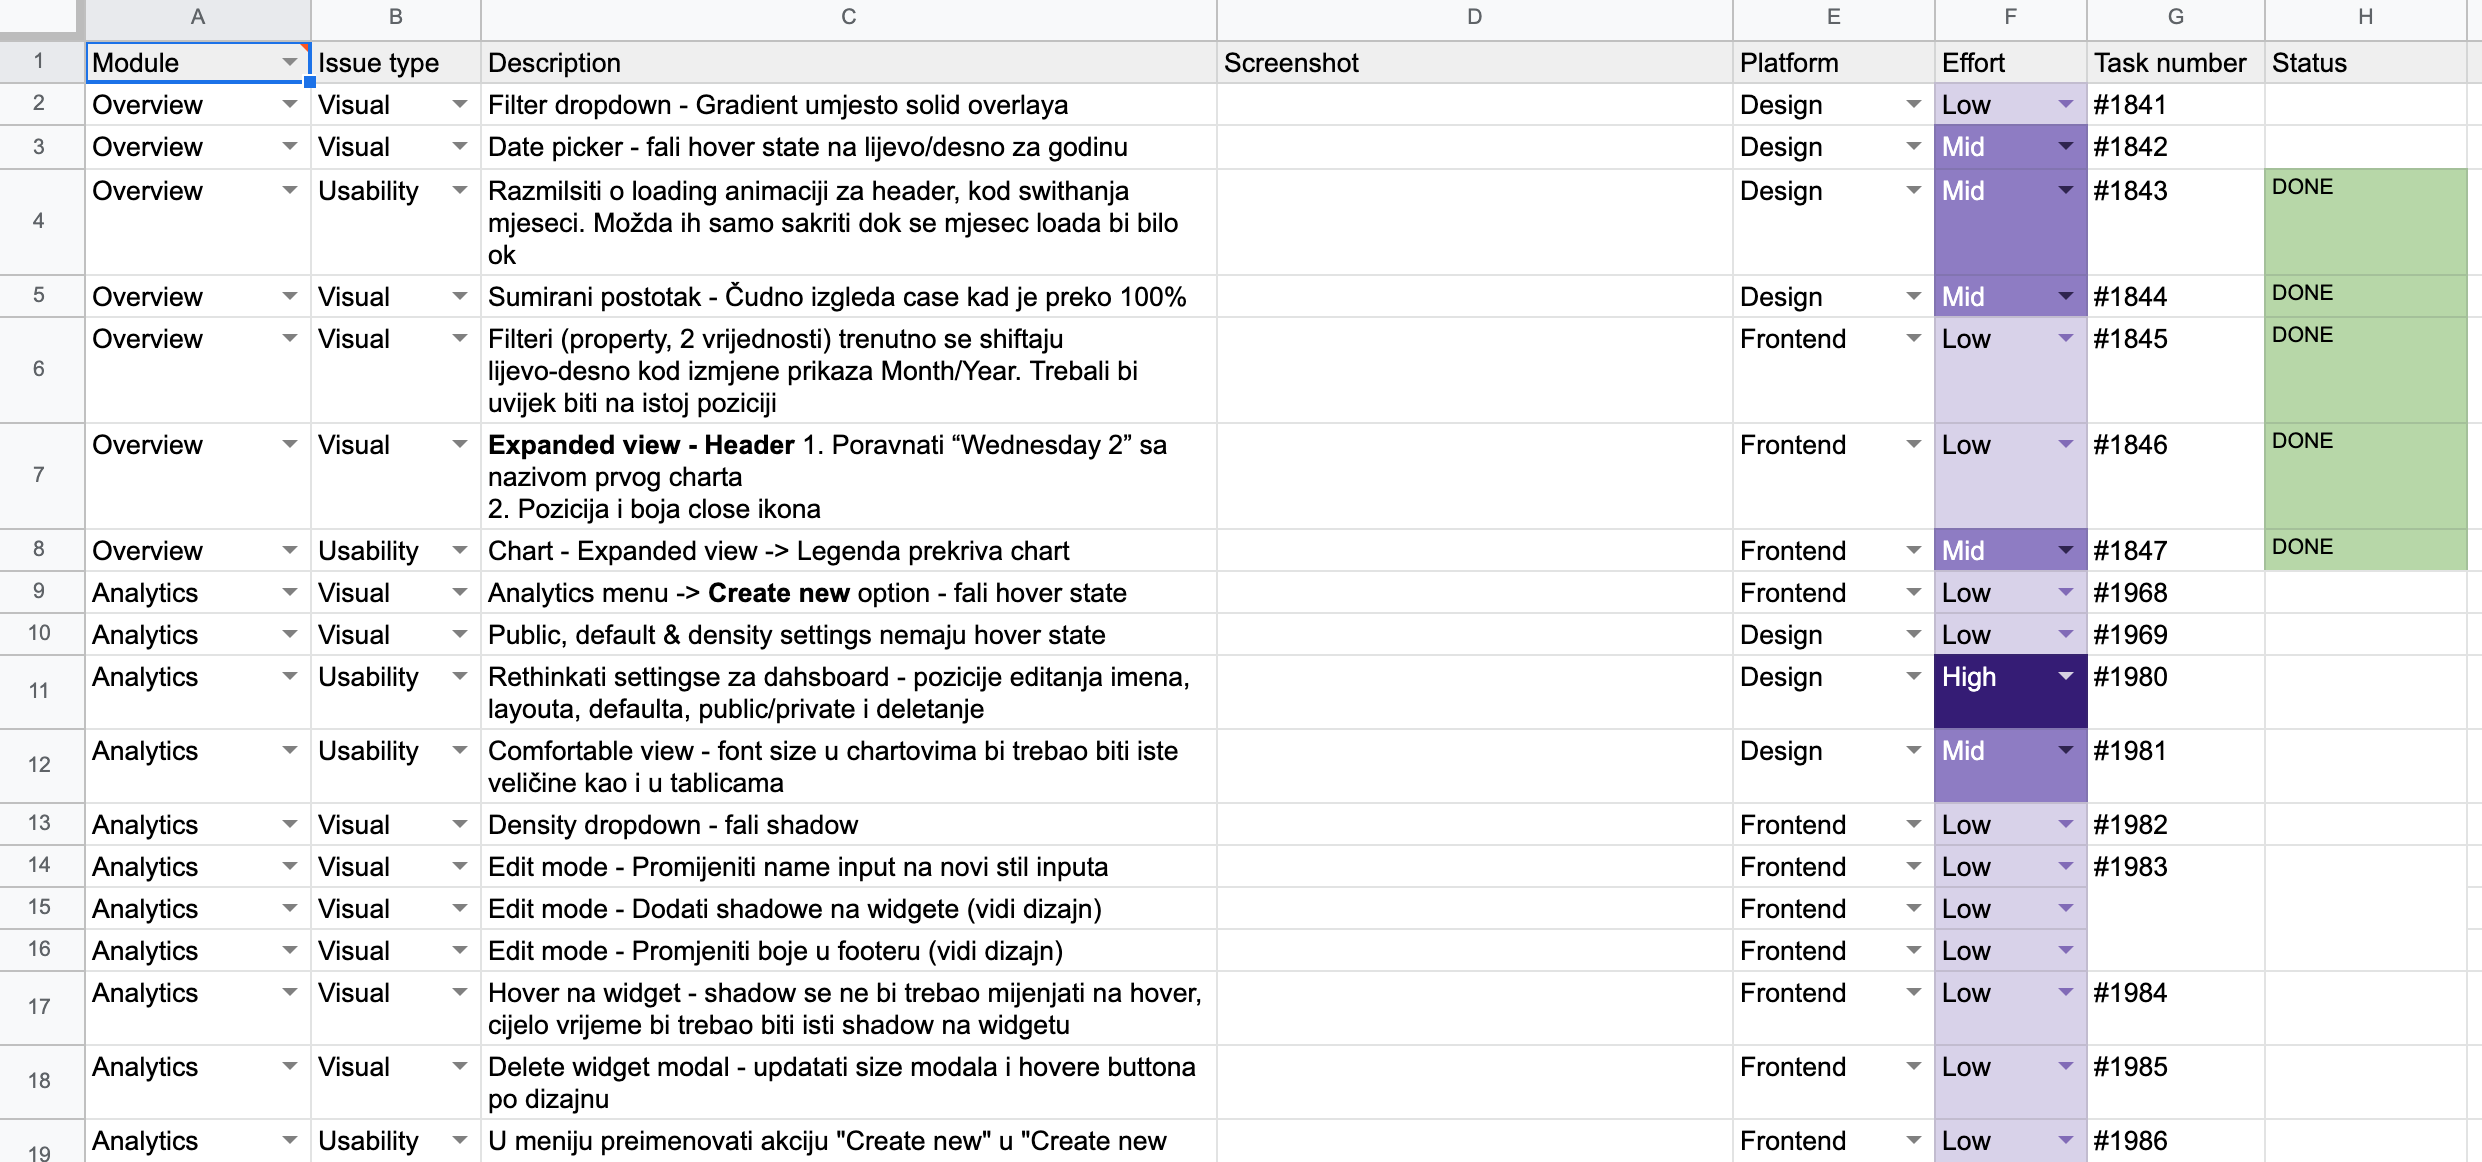 A B C D E F G H
1 Module Issue type Description Screenshot Platform Effort Task number Status
2 Overview Visual Filter dropdown - Gradient umjesto solid overlaya Design Low #1841
3 Overview Visual Date picker - fali hover state na lijevo/desno za godinu Design Mid #1842
4 Overview Usability Razmilsiti o loading animaciji za header, kod swithanja Design Mid #1843 DONE
mjeseci. Možda ih samo sakriti dok se mjesec loada bi bilo
ok
5 Overview Visual Sumirani postotak - Čudno izgleda case kad je preko 100% Design Mid #1844 DONE
6 Overview Visual Filteri (property, 2 vrijednosti) trenutno se shiftaju Frontend Low #1845 DONE
lijevo-desno kod izmjene prikaza Month/Year. Trebali bi
uvijek biti na istoj poziciji
7 Overview Visual Expanded view - Header 1. Poravnati “Wednesday 2” sa Frontend Low #1846 DONE
nazivom prvog charta
2. Pozicija i boja close ikona
8 Overview Usability Chart - Expanded view -> Legenda prekriva chart Frontend Mid #1847 DONE
9 Analytics Visual Analytics menu -> Create new option - fali hover state Frontend Low #1968
10 Analytics Visual Public, default & density settings nemaju hover state Design Low #1969
11 Analytics Usability Rethinkati settingse za dahsboard - pozicije editanja imena, Design High #1980
layouta, defaulta, public/private i deletanje
12 Analytics Usability Comfortable view - font size u chartovima bi trebao biti iste Design Mid #1981
veličine kao i u tablicama
13 Analytics Visual Density dropdown - fali shadow Frontend Low #1982
14 Analytics Visual Edit mode - Promijeniti name input na novi stil inputa Frontend Low #1983
15 Analytics Visual Edit mode - Dodati shadowe na widgete (vidi dizajn) Frontend Low
16 Analytics Visual Edit mode - Promjeniti boje u footeru (vidi dizajn) Frontend Low
17 Analytics Visual Hover na widget - shadow se ne bi trebao mijenjati na hover, Frontend Low #1984
cijelo vrijeme bi trebao biti isti shadow na widgetu
18 Analytics Visual Delete widget modal - updatati size modala i hovere buttona Frontend Low #1985
po dizajnu
19 Analytics Usability U meniju preimenovati akciju "Create new" u "Create new Frontend Low #1986